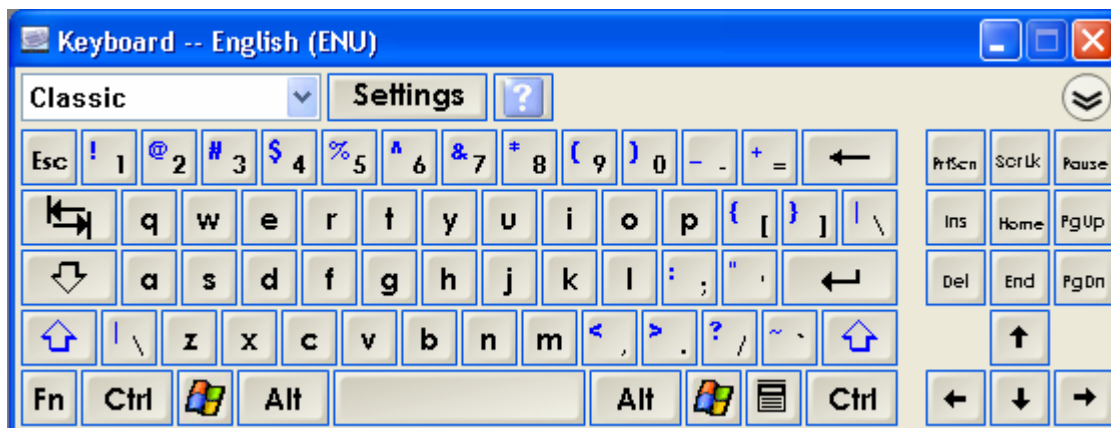 Keyboard -- English (ENU)
Classic Settings ?
Esc ! 1 @ 2 # 3 $ 4 % 5 ^ 6 & 7 * 8 ( 9 ) 0 _ - + = PrtScn ScrLk Pause
q w e r t y u i o p { [ } ] | \ Ins Home PgUp
a s d f g h j k l : ; " ' Del End PgDn
| \ z x c v b n m < , > . ? / ~ `
Fn Ctrl Alt Alt Ctrl